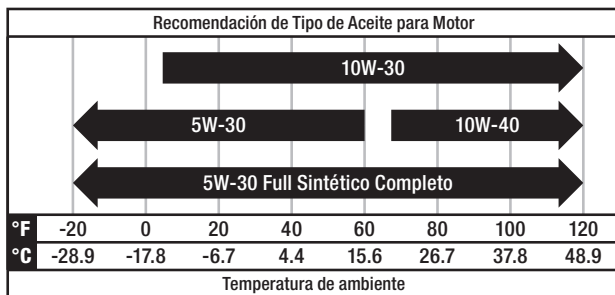 Recomendación de Tipo de Aceite para Motor
10W-30
5W-30 10W-40
5W-30 Full Sintético Completo
°F -20 0 20 40 60 80 100 120
°C -28.9 -17.8 -6.7 4.4 15.6 26.7 37.8 48.9
Temperatura de ambiente